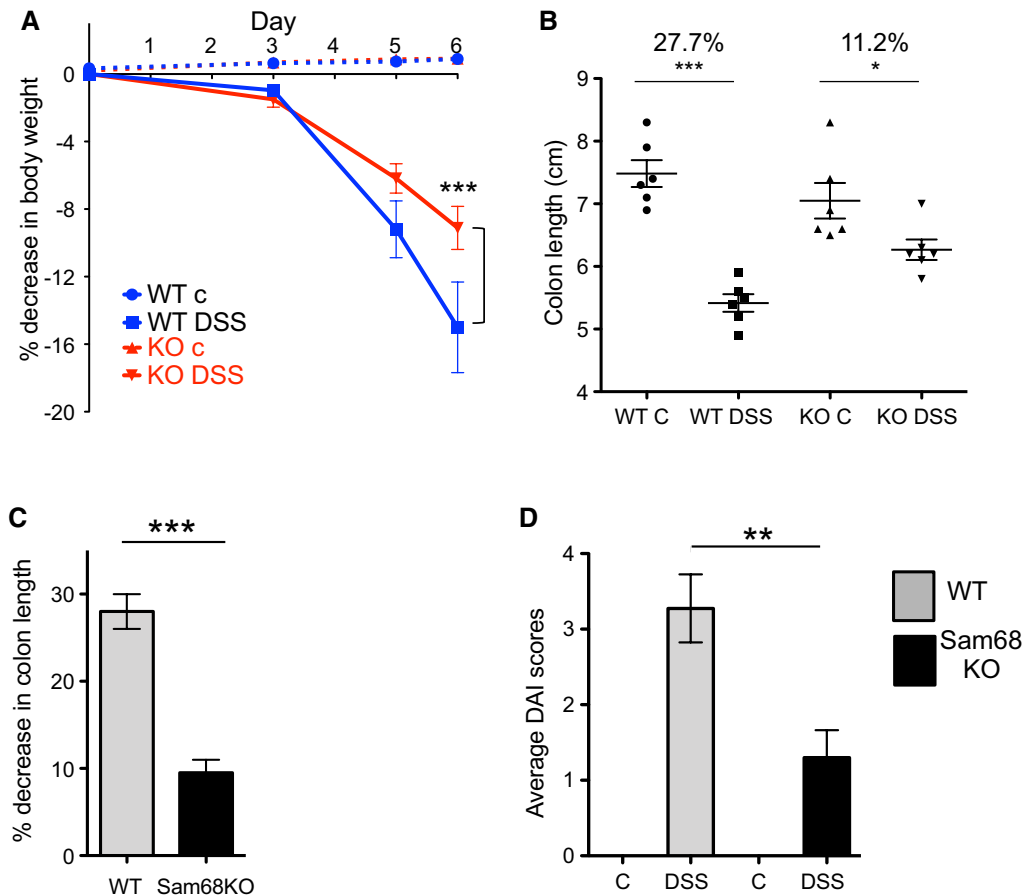 A
Day
1 2 3 4 5 6
0
-4
-8
-12
-16
-20
% decrease in body weight
***
WT c
WT DSS
KO c
KO DSS
B
27.7% 11.2%
*** *
9
8
7
6
5
4
Colon length (cm)
WT C WT DSS KO C KO DSS
C
***
30
20
10
0
% decrease in colon length
WT Sam68KO
D
**
4
3
2
1
0
Average DAI scores
C DSS C DSS
WT
Sam68
KO